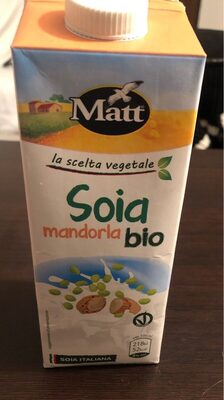 Matt
la scelta vegetale
Soia
mandorla bio
SOIA ITALIANA